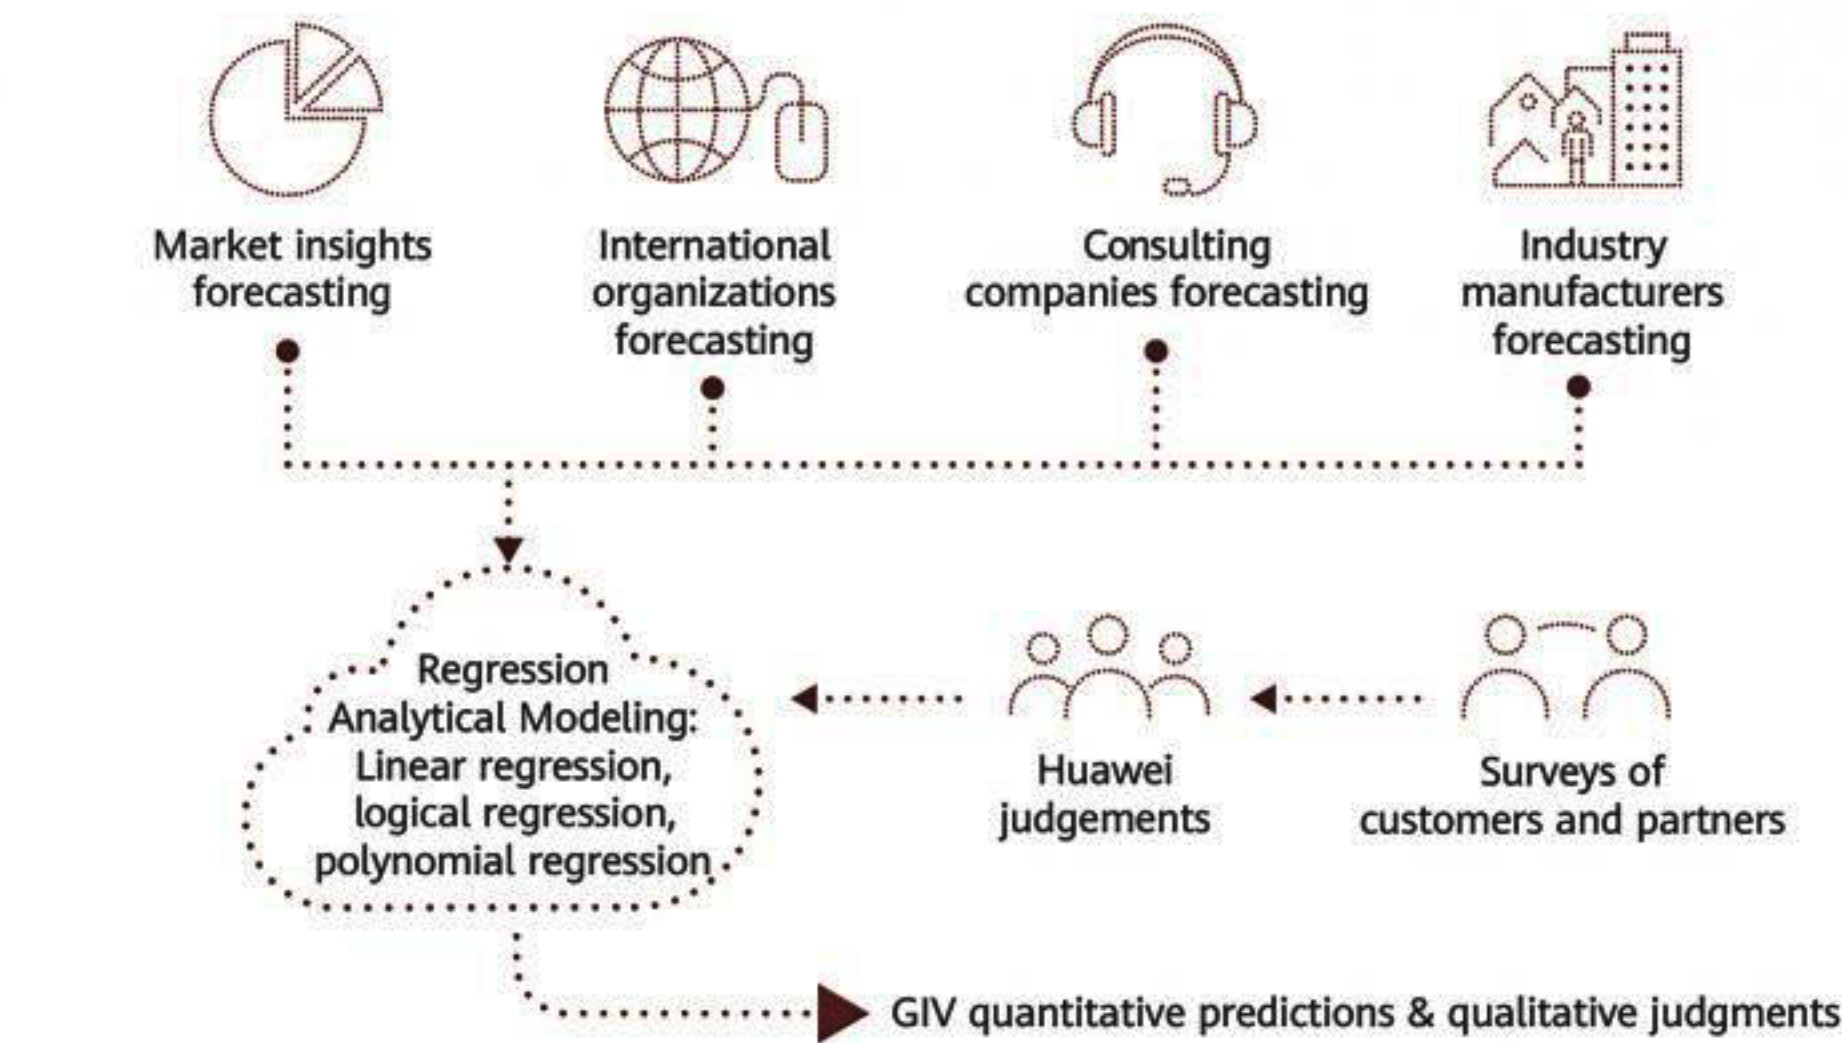 Market insights
forecasting
International
organizations
forecasting
Consulting
companies forecasting
Industry
manufacturers
forecasting
Regression
Analytical Modeling:
Linear regression,
logical regression,
polynomial regression
Huawei
judgements
Surveys of
customers and partners
GIV quantitative predictions & qualitative judgments